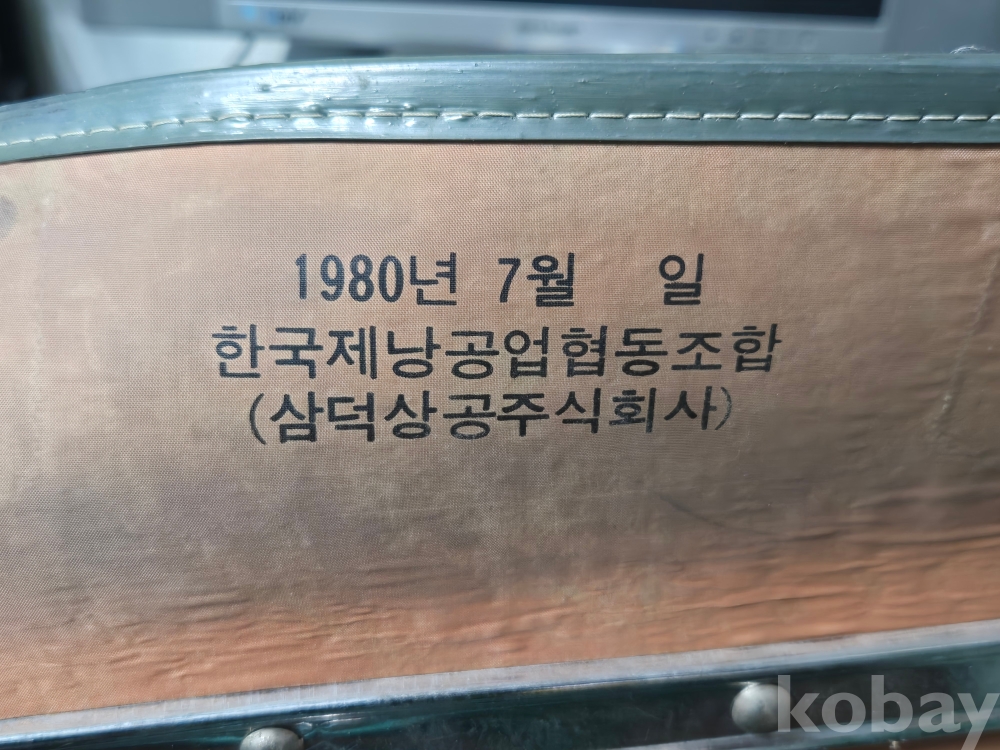 1980년 7월 일
한국제낭공업협동조합
(삼덕상공주식회사)
kobay